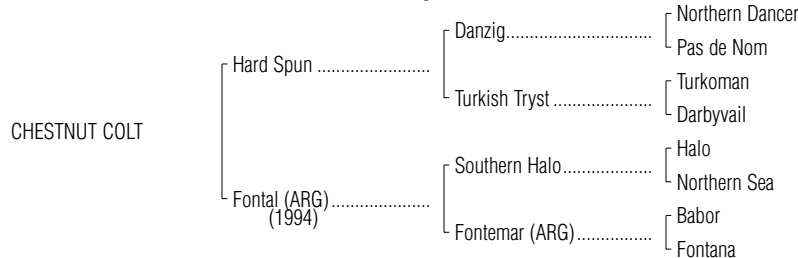 Northern Dancer
Danzig..............................
Pas de Nom
Hard Spun ........................
Turkoman
Turkish Tryst .....................
Darbyvail
CHESTNUT COLT
Halo
Southern Halo...................
Northern Sea
Fontal (ARG).....................
(1994)
Babor
Fontemar (ARG)................
Fontana